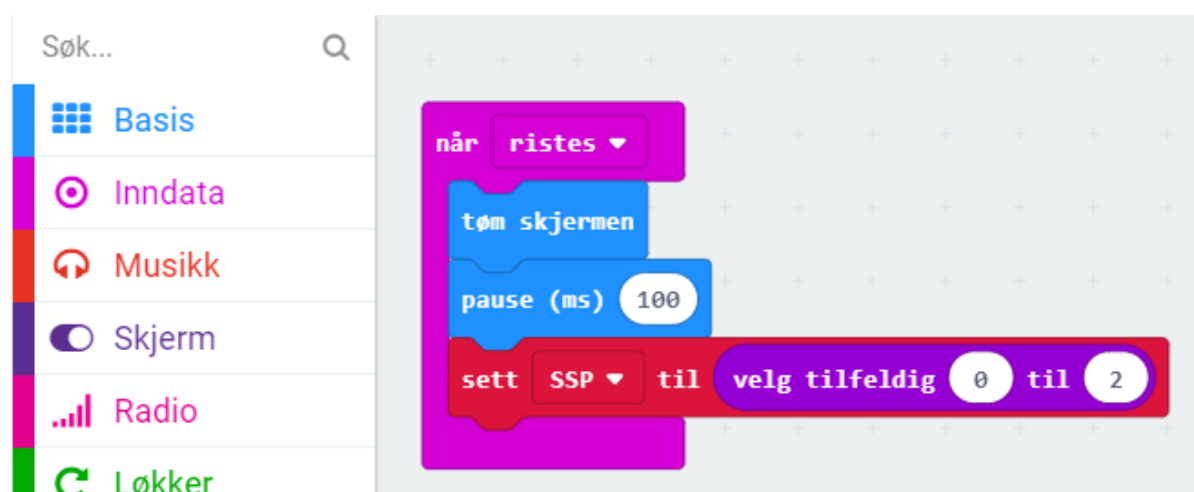 Søk...
Basis
Inndata
Musikk
Skjerm
Radio
Løkker
når ristes
tøm skjermen
pause (ms) 100
sett SSP til velg tilfeldig 0 til 2